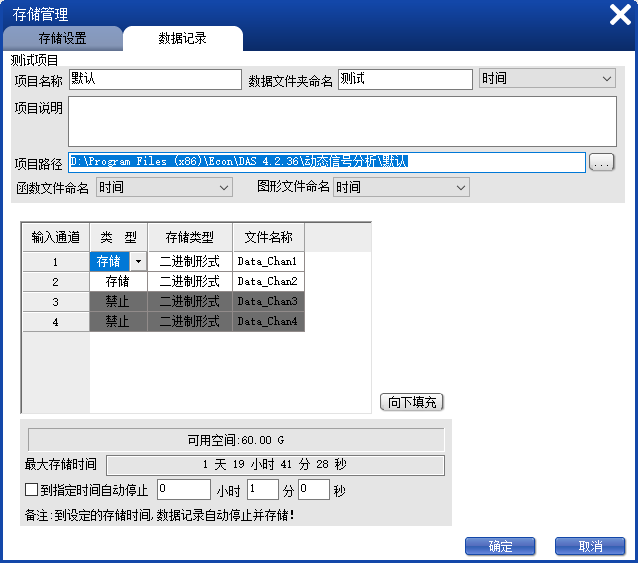 存储管理
存储设置 数据记录
测试项目
项目名称 默认 数据文件夹命名 测试 时间
项目说明
项目路径 D:\Program Files (x86)\Econ\DAS 4.2.36\动态信号分析\默认 ...
函数文件命名 时间 图形文件命名 时间
输入通道 类 型 存储类型 文件名称
1 存储 二进制形式 Data_Chan1
2 存储 二进制形式 Data_Chan2
3 禁止 二进制形式 Data_Chan3
4 禁止 二进制形式 Data_Chan4
向下填充
可用空间:60.00 G
最大存储时间 1 天 19 小时 41 分 28 秒
到指定时间自动停止 0 小时 1 分 0 秒
备注:到设定的存储时间,数据记录自动停止并存储!
确定 取消